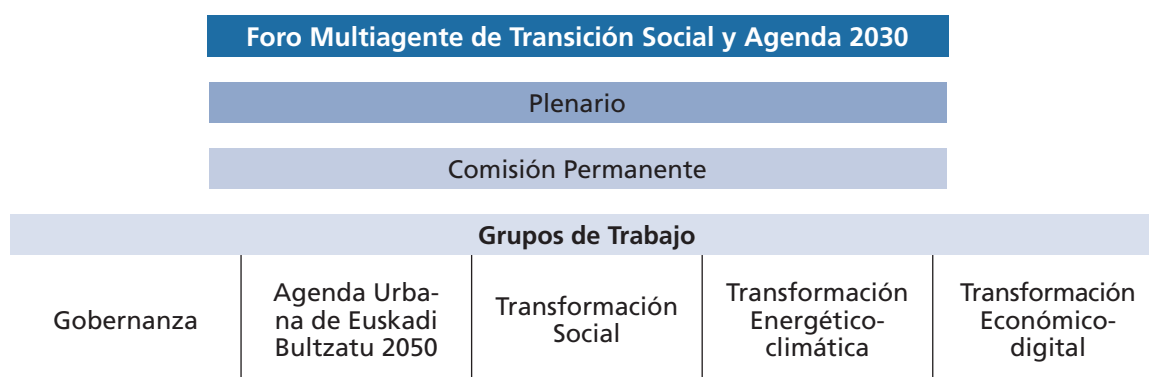 Foro Multiagente de Transición Social y Agenda 2030
Plenario
Comisión Permanente
Grupos de Trabajo
Gobernanza
Agenda Urba-
na de Euskadi
Bultzatu 2050
Transformación
Social
Transformación
Energético-
climática
Transformación
Económico-
digital